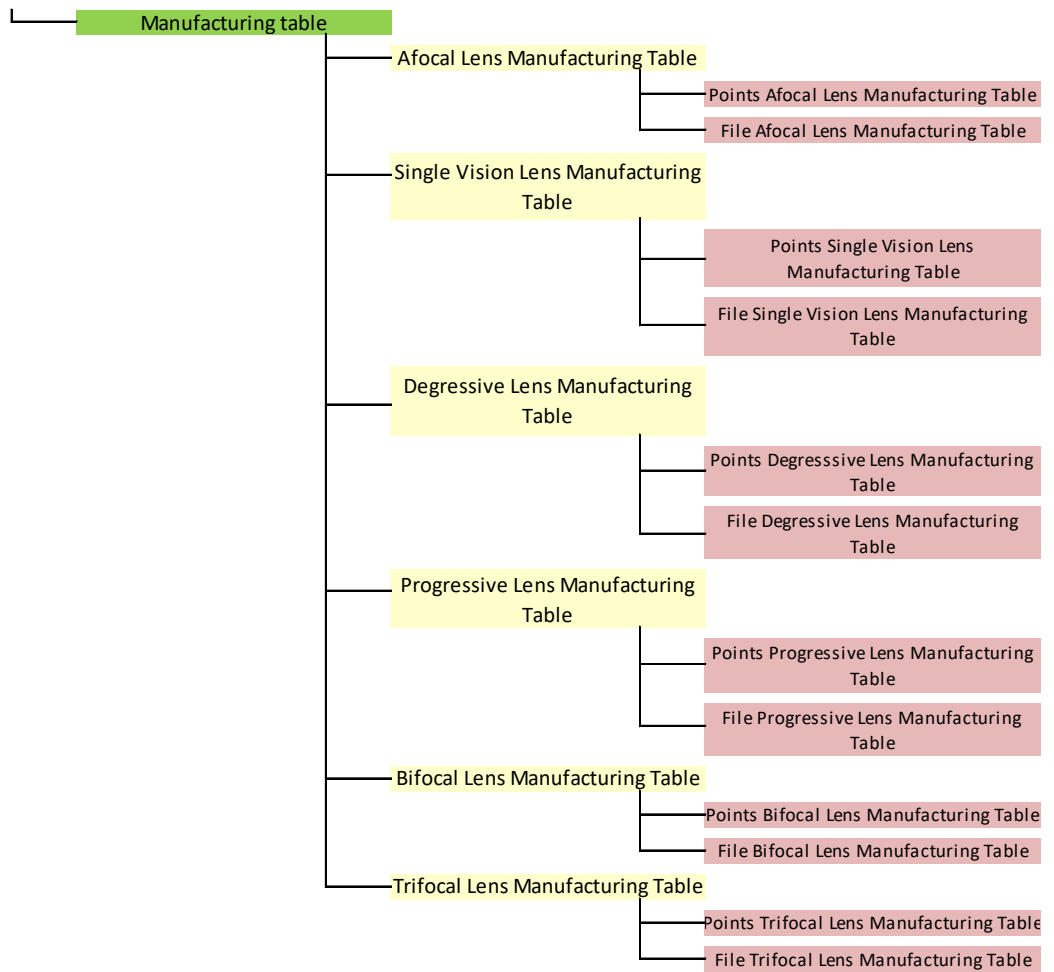 Manufacturing table
Afocal Lens Manufacturing Table
Points Afocal Lens Manufacturing Table
File Afocal Lens Manufacturing Table
Single Vision Lens Manufacturing
Table
Points Single Vision Lens
Manufacturing Table
File Single Vision Lens Manufacturing
Table
Degressive Lens Manufacturing
Table
Points Degresssive Lens Manufacturing
Table
File Degressive Lens Manufacturing
Table
Progressive Lens Manufacturing
Table
Points Progressive Lens Manufacturing
Table
File Progressive Lens Manufacturing
Table
Bifocal Lens Manufacturing Table
Points Bifocal Lens Manufacturing Table
File Bifocal Lens Manufacturing Table
Trifocal Lens Manufacturing Table
Points Trifocal Lens Manufacturing Table
File Trifocal Lens Manufacturing Table